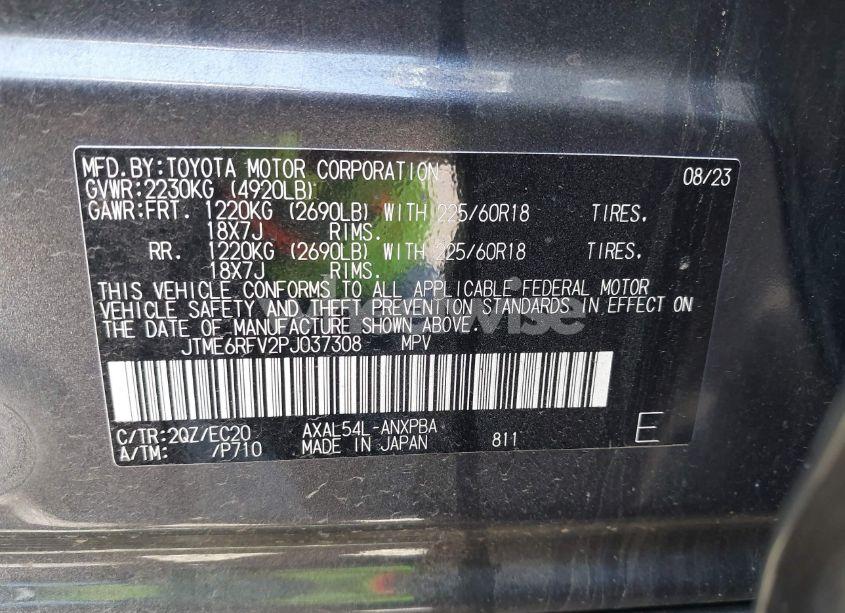 MFD.BY:TOYOTA MOTOR CORPORATION 08/23
GVWR:2230KG (4920LB)
GAWR:FRT. 1220KG (2690LB) WITH 225/60R18 TIRES.
18X7J RIMS.
RR. 1220KG (2690LB) WITH 225/60R18 TIRES.
18X7J RIMS.
THIS VEHICLE CONFORMS TO ALL APPLICABLE FEDERAL MOTOR
VEHICLE SAFETY AND THEFT PREVENTION STANDARDS IN EFFECT ON
THE DATE OF MANUFACTURE SHOWN ABOVE.
JTME6RFV2PJ037308 MPV
C/TR:2QZ/EC20 AXAL54L-ANXPBA
A/TM: /P710 MADE IN JAPAN 811 E